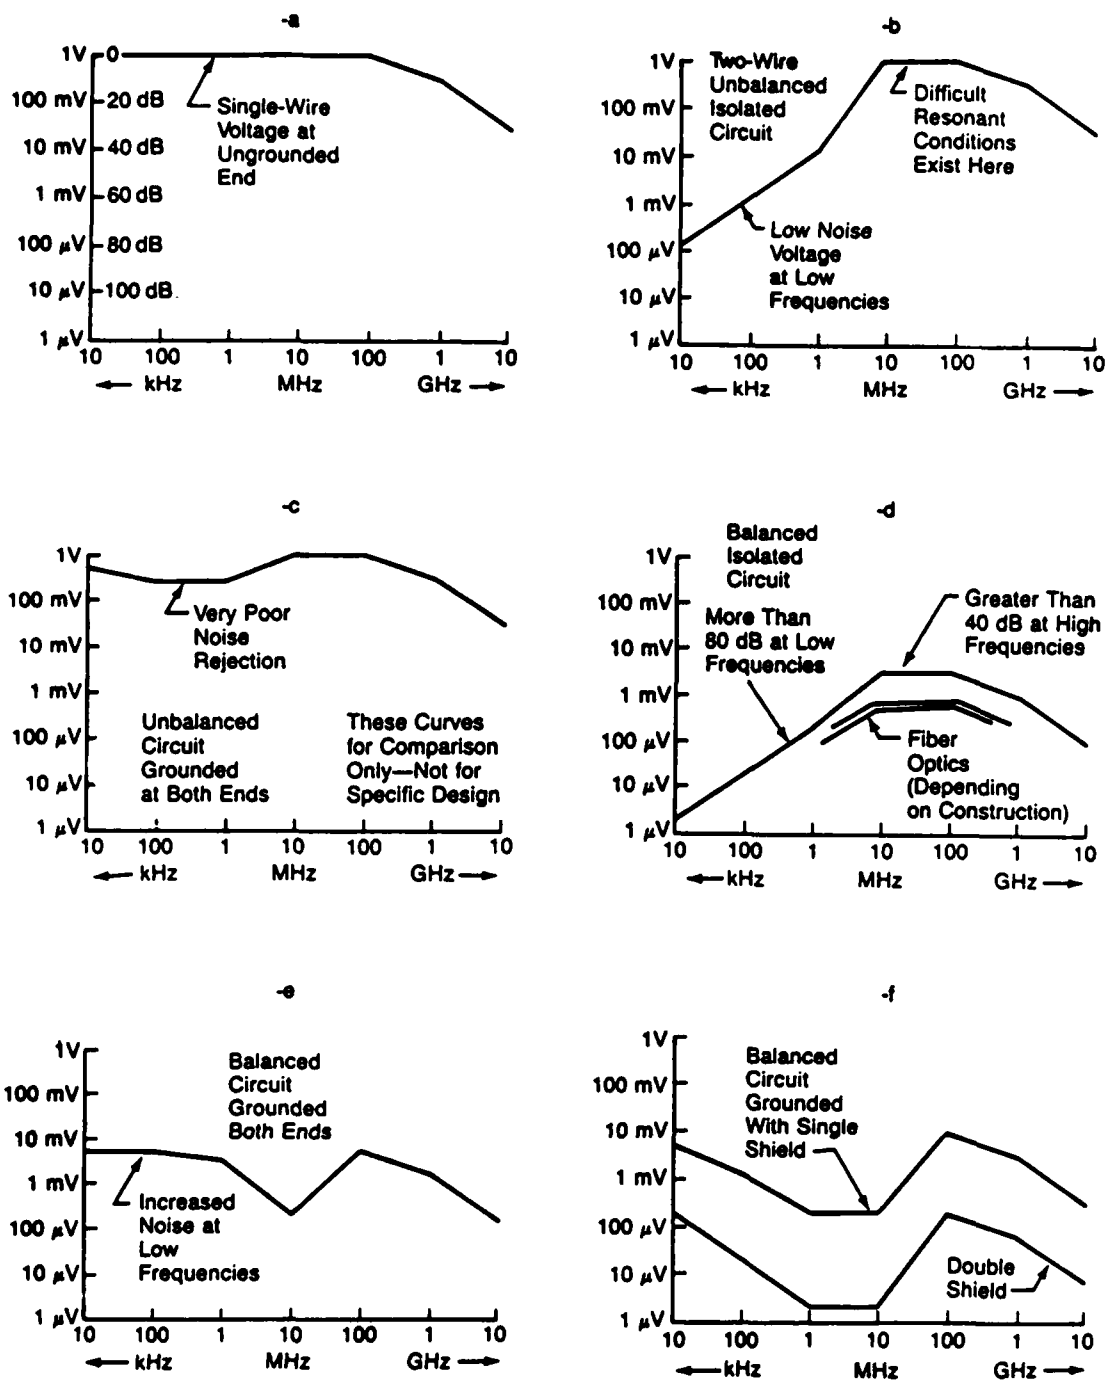 -a
1V
0
100 mV
20 dB
10 mV
40 dB
1 mV
60 dB
100 μV
80 dB
10 μV
100 dB
1 μV
Single-Wire
Voltage at
Ungrounded
End
10 100 1 10 100 1 10
kHz MHz GHz
-b
1V
100 mV
10 mV
1 mV
100 μV
10 μV
1 μV
Two-Wire
Unbalanced
Isolated
Circuit
Difficult
Resonant
Conditions
Exist Here
Low Noise
Voltage
at Low
Frequencies
10 100 1 10 100 1 10
kHz MHz GHz
-c
1V
100 mV
10 mV
1 mV
100 μV
10 μV
1 μV
Very Poor
Noise
Rejection
Unbalanced
Circuit
Grounded
at Both Ends
These Curves
for Comparison
Only—Not for
Specific Design
10 100 1 10 100 1 10
kHz MHz GHz
-d
1V
100 mV
10 mV
1 mV
100 μV
10 μV
1 μV
Balanced
Isolated
Circuit
More Than
80 dB at Low
Frequencies
Greater Than
40 dB at High
Frequencies
Fiber
Optics
(Depending
on Construction)
10 100 1 10 100 1 10
kHz MHz GHz
-e
1V
100 mV
10 mV
1 mV
100 μV
10 μV
1 μV
Balanced
Circuit
Grounded
Both Ends
Increased
Noise at
Low
Frequencies
10 100 1 10 100 1 10
kHz MHz GHz
-f
1V
100 mV
10 mV
1 mV
100 μV
10 μV
1 μV
Balanced
Circuit
Grounded
With Single
Shield
Double
Shield
10 100 1 10 100 1 10
kHz MHz GHz